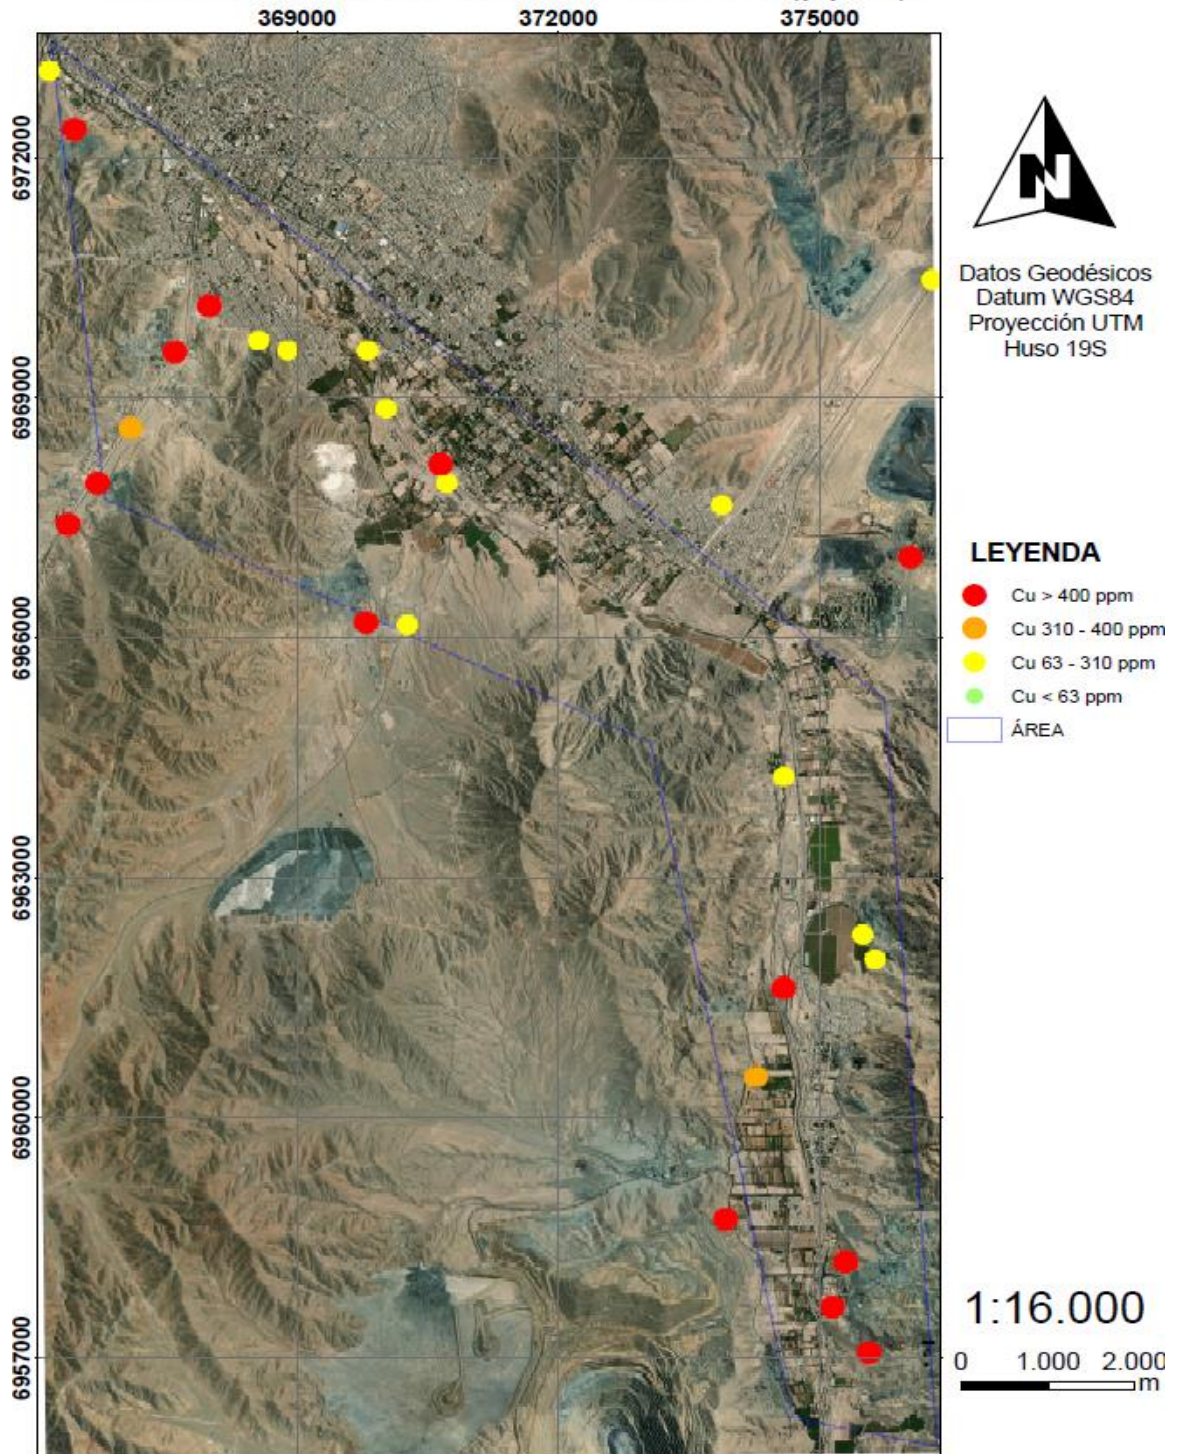 369000 372000 375000
6972000
6969000
6966000
6963000
6960000
6957000
N
Datos Geodésicos
Datum WGS84
Proyección UTM
Huso 19S
LEYENDA
Cu > 400 ppm
Cu 310 - 400 ppm
Cu 63 - 310 ppm
Cu < 63 ppm
ÁREA
1:16.000
0 1.000 2.000
m